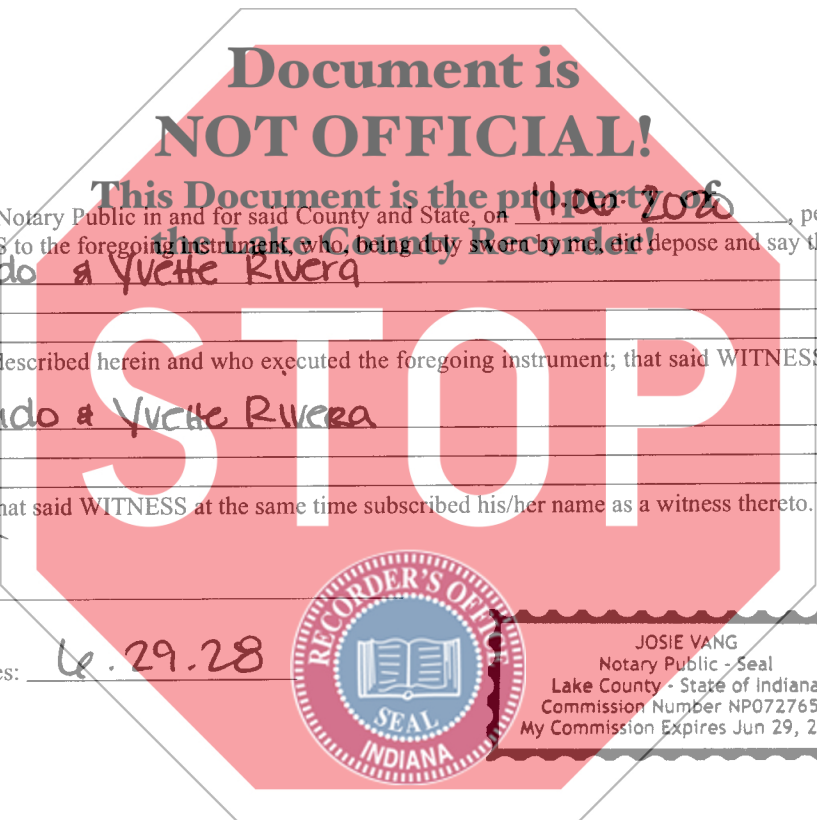 Document is
NOT OFFICIAL!
This Document is the property of
the Lake County Recorder!
Notary Public in and for said County and State, on 11.06.2020, pe
S to the foregoing instrument, who, being duly sworn by me, did depose and say th
do & Yvette Rivera
described herein and who executed the foregoing instrument; that said WITNESS
ndo & Yvette Rivera
hat said WITNESS at the same time subscribed his/her name as a witness thereto.
STOP
es: 6.29.28
RECORDER'S OFFICE
SEAL
INDIANA
JOSIE VANG
Notary Public - Seal
Lake County - State of Indiana
Commission Number NP072765
My Commission Expires Jun 29, 2